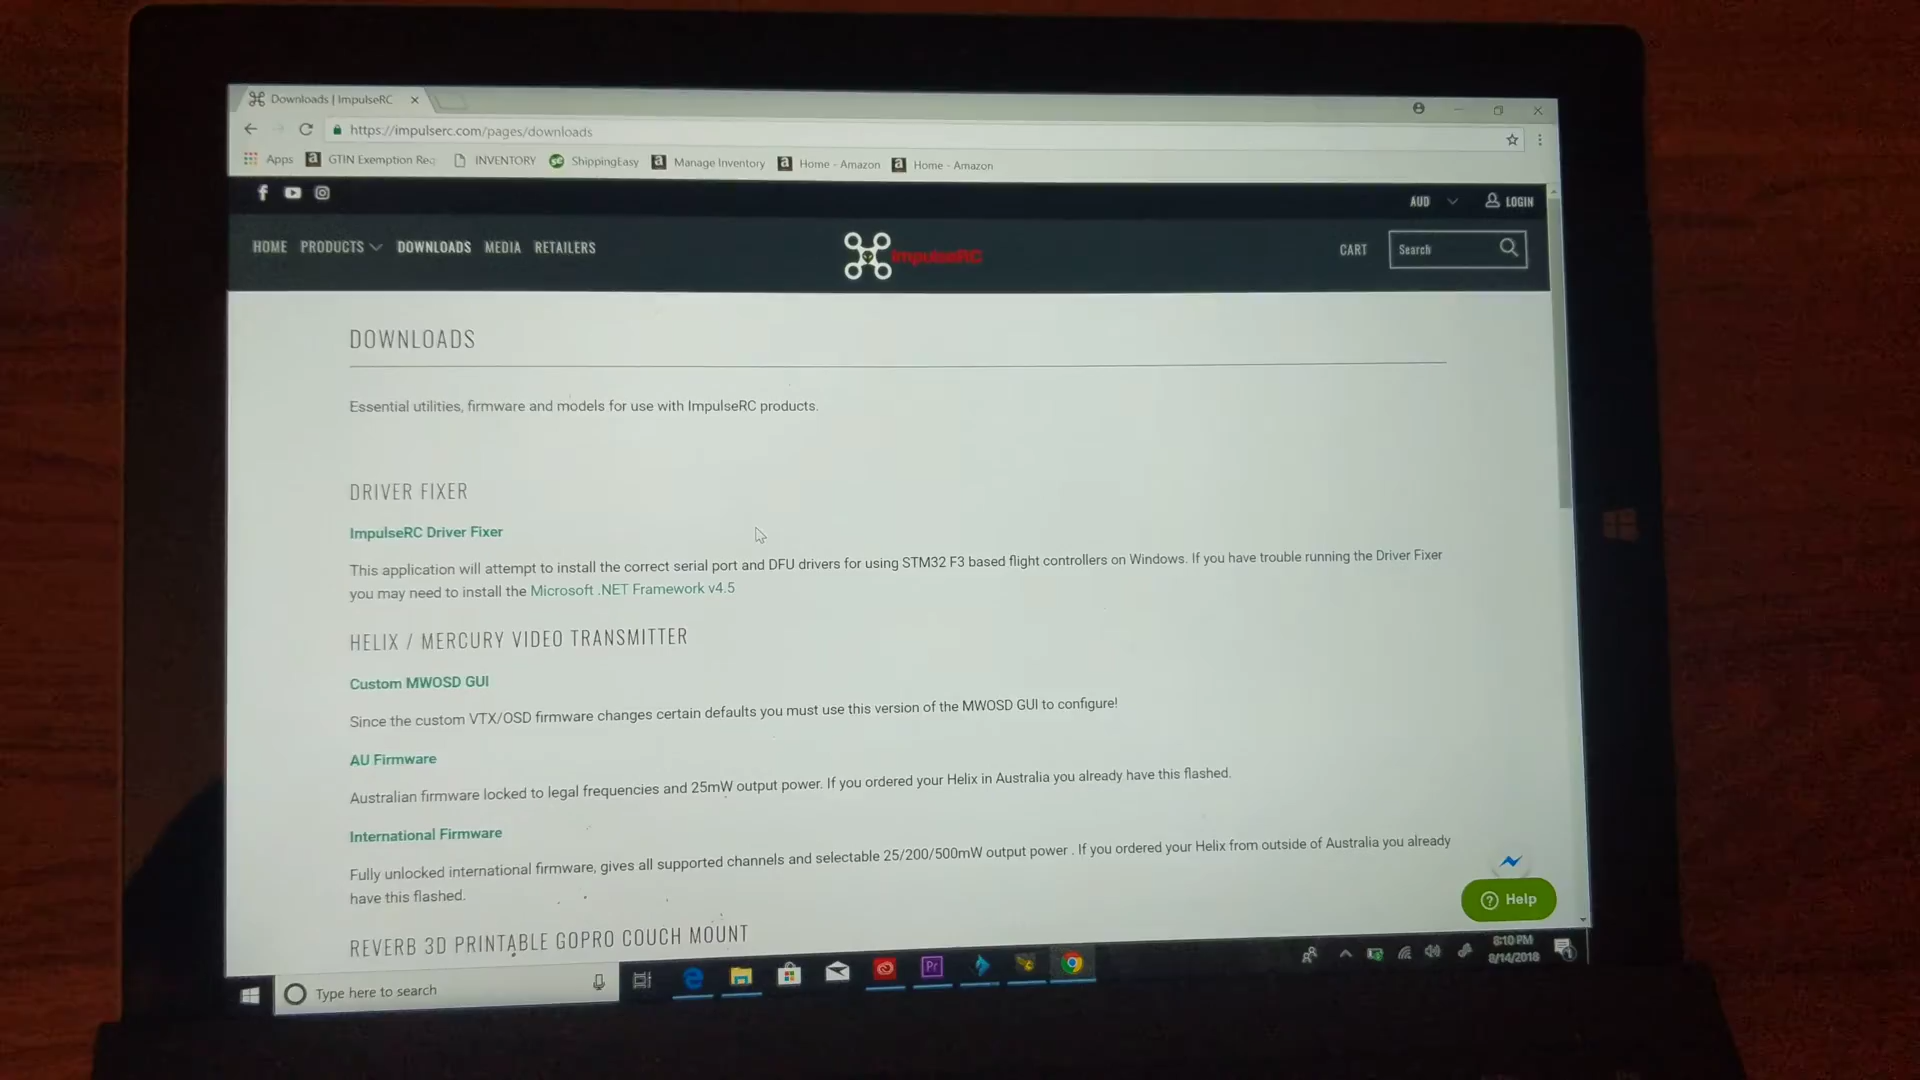 Downloads | ImpulseRC
https://impulserc.com/pages/downloads
Apps GTIN Exemption Req INVENTORY ShippingEasy Manage Inventory Home - Amazon Home - Amazon
AUD LOGIN
HOME PRODUCTS DOWNLOADS MEDIA RETAILERS ImpulseRC CART Search
DOWNLOADS
Essential utilities, firmware and models for use with ImpulseRC products.
DRIVER FIXER
ImpulseRC Driver Fixer
This application will attempt to install the correct serial port and DFU drivers for using STM32 F3 based flight controllers on Windows. If you have trouble running the Driver Fixer
you may need to install the Microsoft .NET Framework v4.5
HELIX / MERCURY VIDEO TRANSMITTER
Custom MWOSD GUI
Since the custom VTX/OSD firmware changes certain defaults you must use this version of the MWOSD GUI to configure!
AU Firmware
Australian firmware locked to legal frequencies and 25mW output power. If you ordered your Helix in Australia you already have this flashed.
International Firmware
Fully unlocked international firmware, gives all supported channels and selectable 25/200/500mW output power . If you ordered your Helix from outside of Australia you already
have this flashed.
Help
REVERB 3D PRINTABLE GOPRO COUCH MOUNT
Type here to search
Pr
8:10 PM
8/14/2018